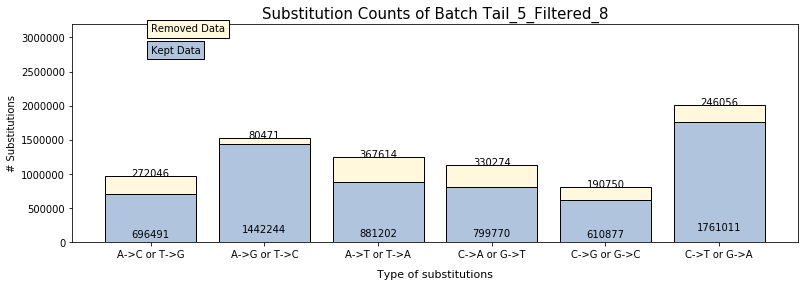 Substitution Counts of Batch Tail_5_Filtered_8
Removed Data
Kept Data
# Substitutions
3000000
2500000
2000000
1500000
1000000
500000
0
272046
80471
367614
330274
190750
246056
696491
1442244
881202
799770
610877
1761011
A->C or T->G
A->G or T->C
A->T or T->A
C->A or G->T
C->G or G->C
C->T or G->A
Type of substitutions